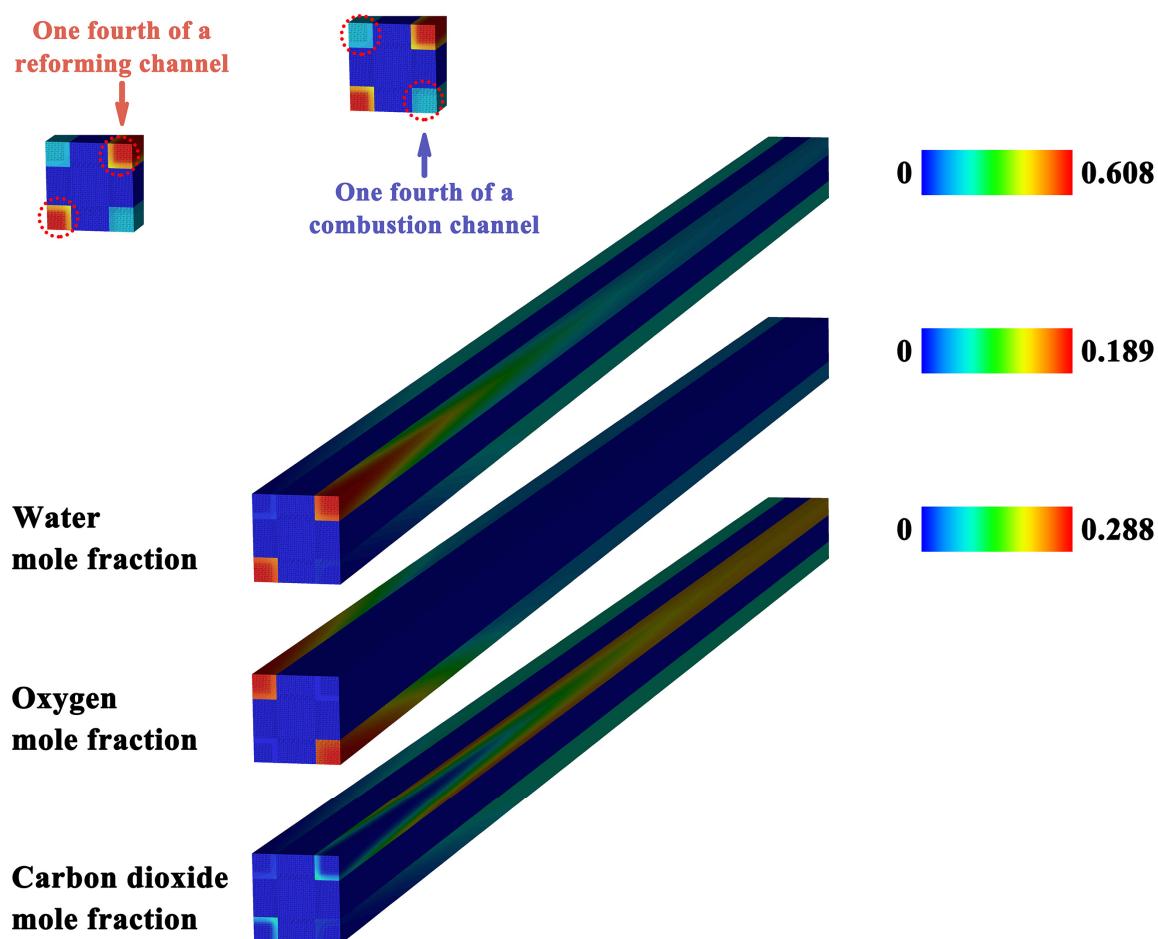 One fourth of a
reforming channel
One fourth of a
combustion channel
0 0.608
0 0.189
0 0.288
Water
mole fraction
Oxygen
mole fraction
Carbon dioxide
mole fraction